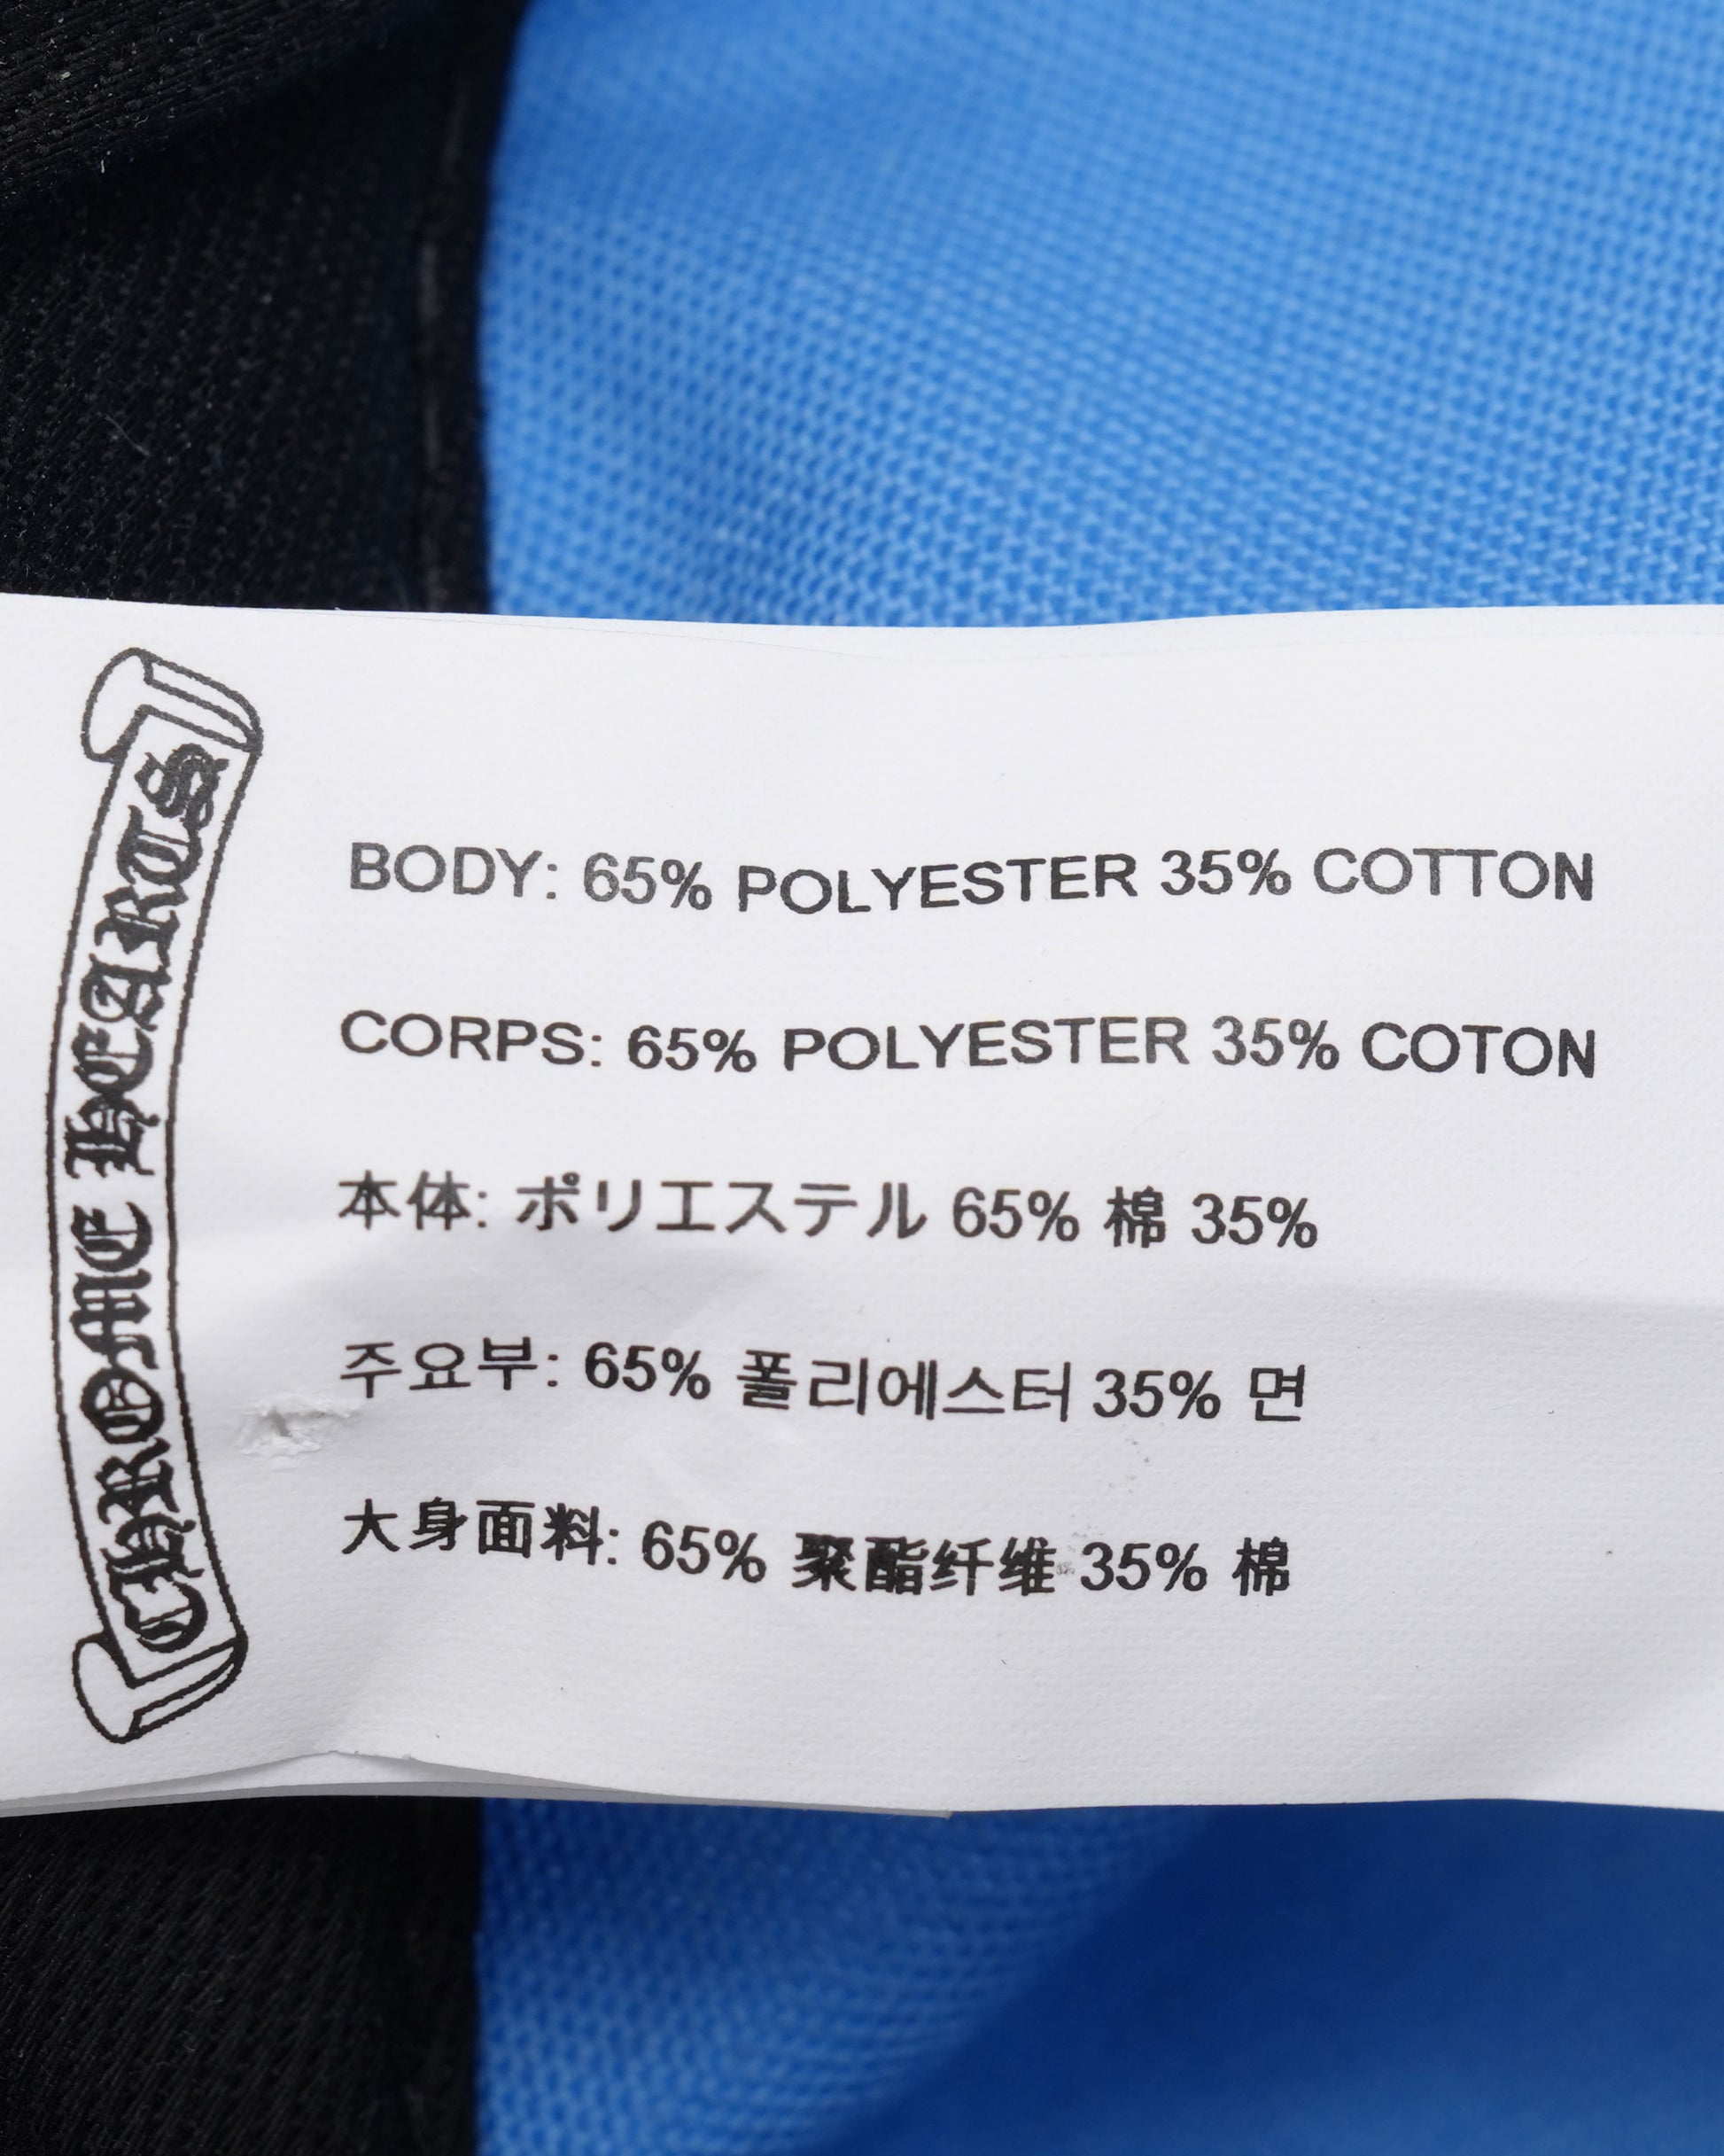 CHROME HEARTS
BODY: 65% POLYESTER 35% COTTON
CORPS: 65% POLYESTER 35% COTON
本体: ポリエステル 65% 棉 35%
주요부: 65% 폴리에스터 35% 면
大身面料: 65% 聚酯纤维 35% 棉